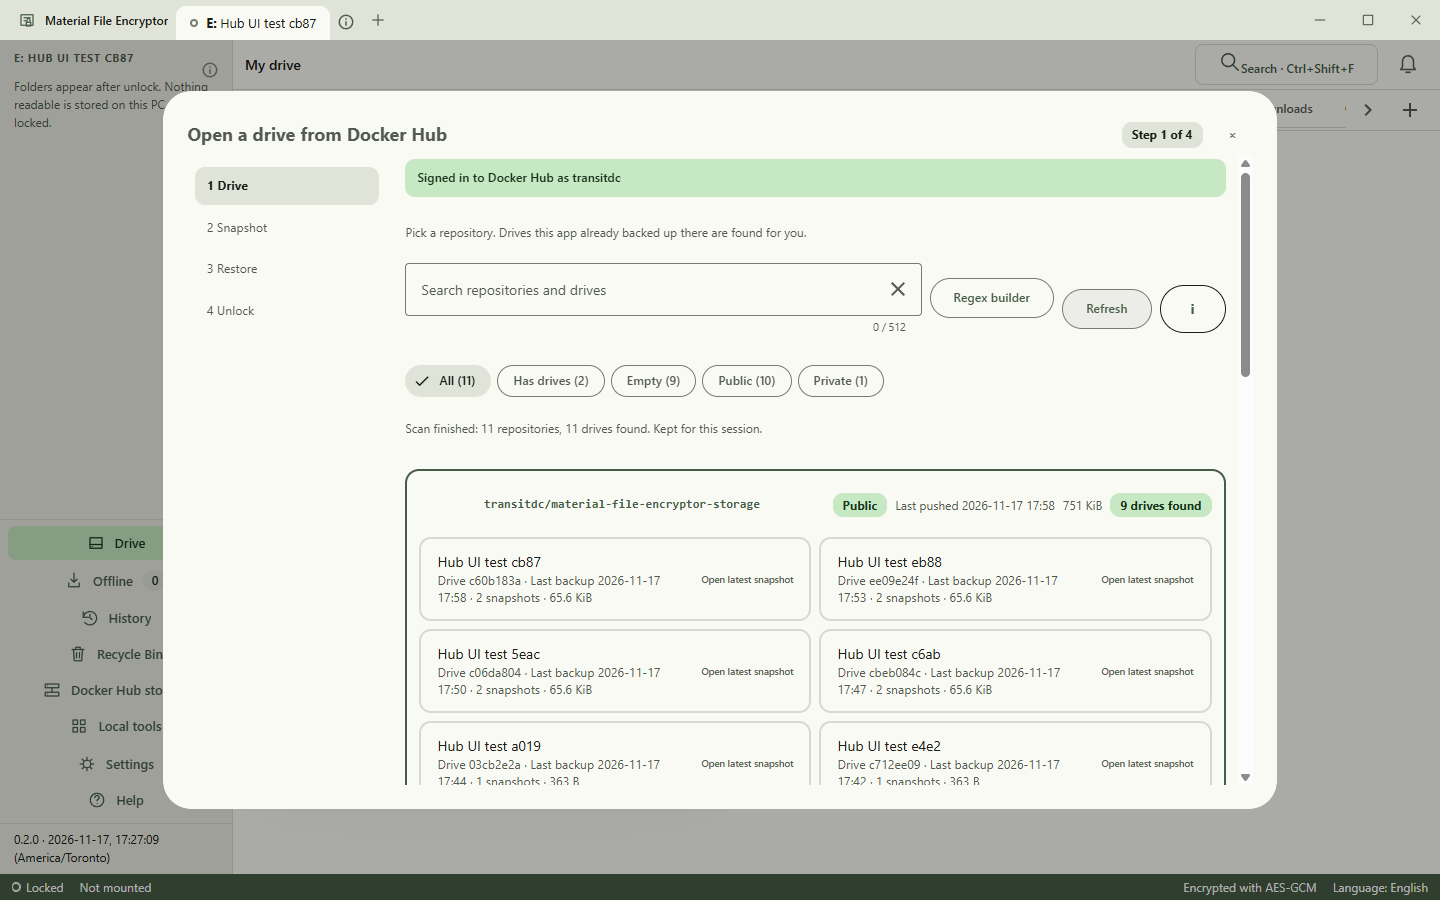 Material File Encryptor
E: Hub UI test cb87
E: HUB UI TEST CB87
Folders appear after unlock. Nothing
readable is stored on this PC
locked.
My drive
Search · Ctrl+Shift+F
nloads
Open a drive from Docker Hub
Step 1 of 4
1 Drive
2 Snapshot
3 Restore
4 Unlock
Signed in to Docker Hub as transitdc
Pick a repository. Drives this app already backed up there are found for you.
Search repositories and drives
0 / 512
Regex builder
Refresh
i
All (11)
Has drives (2)
Empty (9)
Public (10)
Private (1)
Scan finished: 11 repositories, 11 drives found. Kept for this session.
transitdc/material-file-encryptor-storage
Public
Last pushed 2026-11-17 17:58 751 KiB
9 drives found
Hub UI test cb87
Drive c60b183a · Last backup 2026-11-17
17:58 · 2 snapshots · 65.6 KiB
Open latest snapshot
Hub UI test eb88
Drive ee09e24f · Last backup 2026-11-17
17:53 · 2 snapshots · 65.6 KiB
Open latest snapshot
Hub UI test 5eac
Drive c06da804 · Last backup 2026-11-17
17:50 · 2 snapshots · 65.6 KiB
Open latest snapshot
Hub UI test c6ab
Drive cbeb084c · Last backup 2026-11-17
17:47 · 2 snapshots · 65.6 KiB
Open latest snapshot
Hub UI test a019
Drive 03cb2e2a · Last backup 2026-11-17
17:44 · 1 snapshots · 363 B
Open latest snapshot
Hub UI test e4e2
Drive c712ee09 · Last backup 2026-11-17
17:42 · 1 snapshots · 363 B
Open latest snapshot
Drive
Offline 0
History
Recycle Bin
Docker Hub sto
Local tools
Settings
Help
0.2.0 · 2026-11-17, 17:27:09
(America/Toronto)
Locked
Not mounted
Encrypted with AES-GCM
Language: English